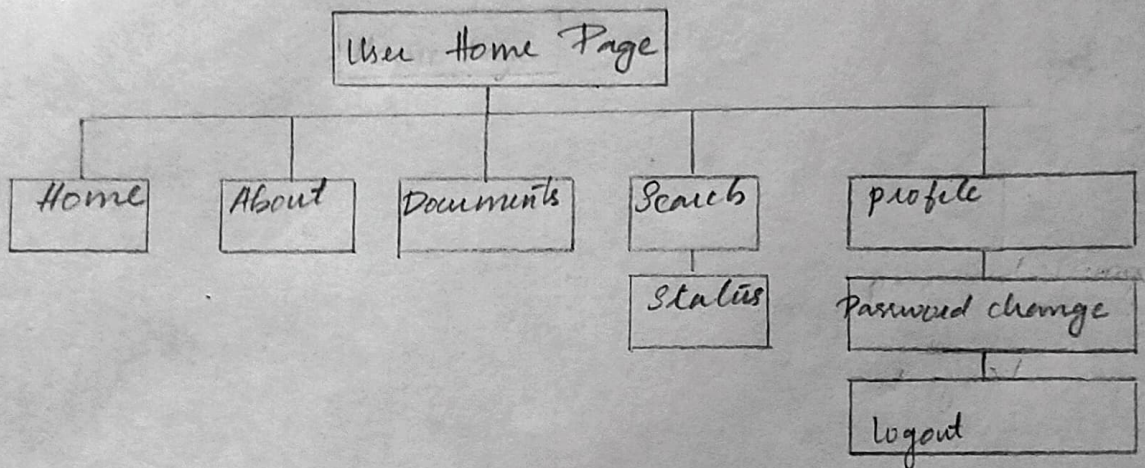 User Home Page
Home
About
Documents
Search
Status
profile
Password change
logout